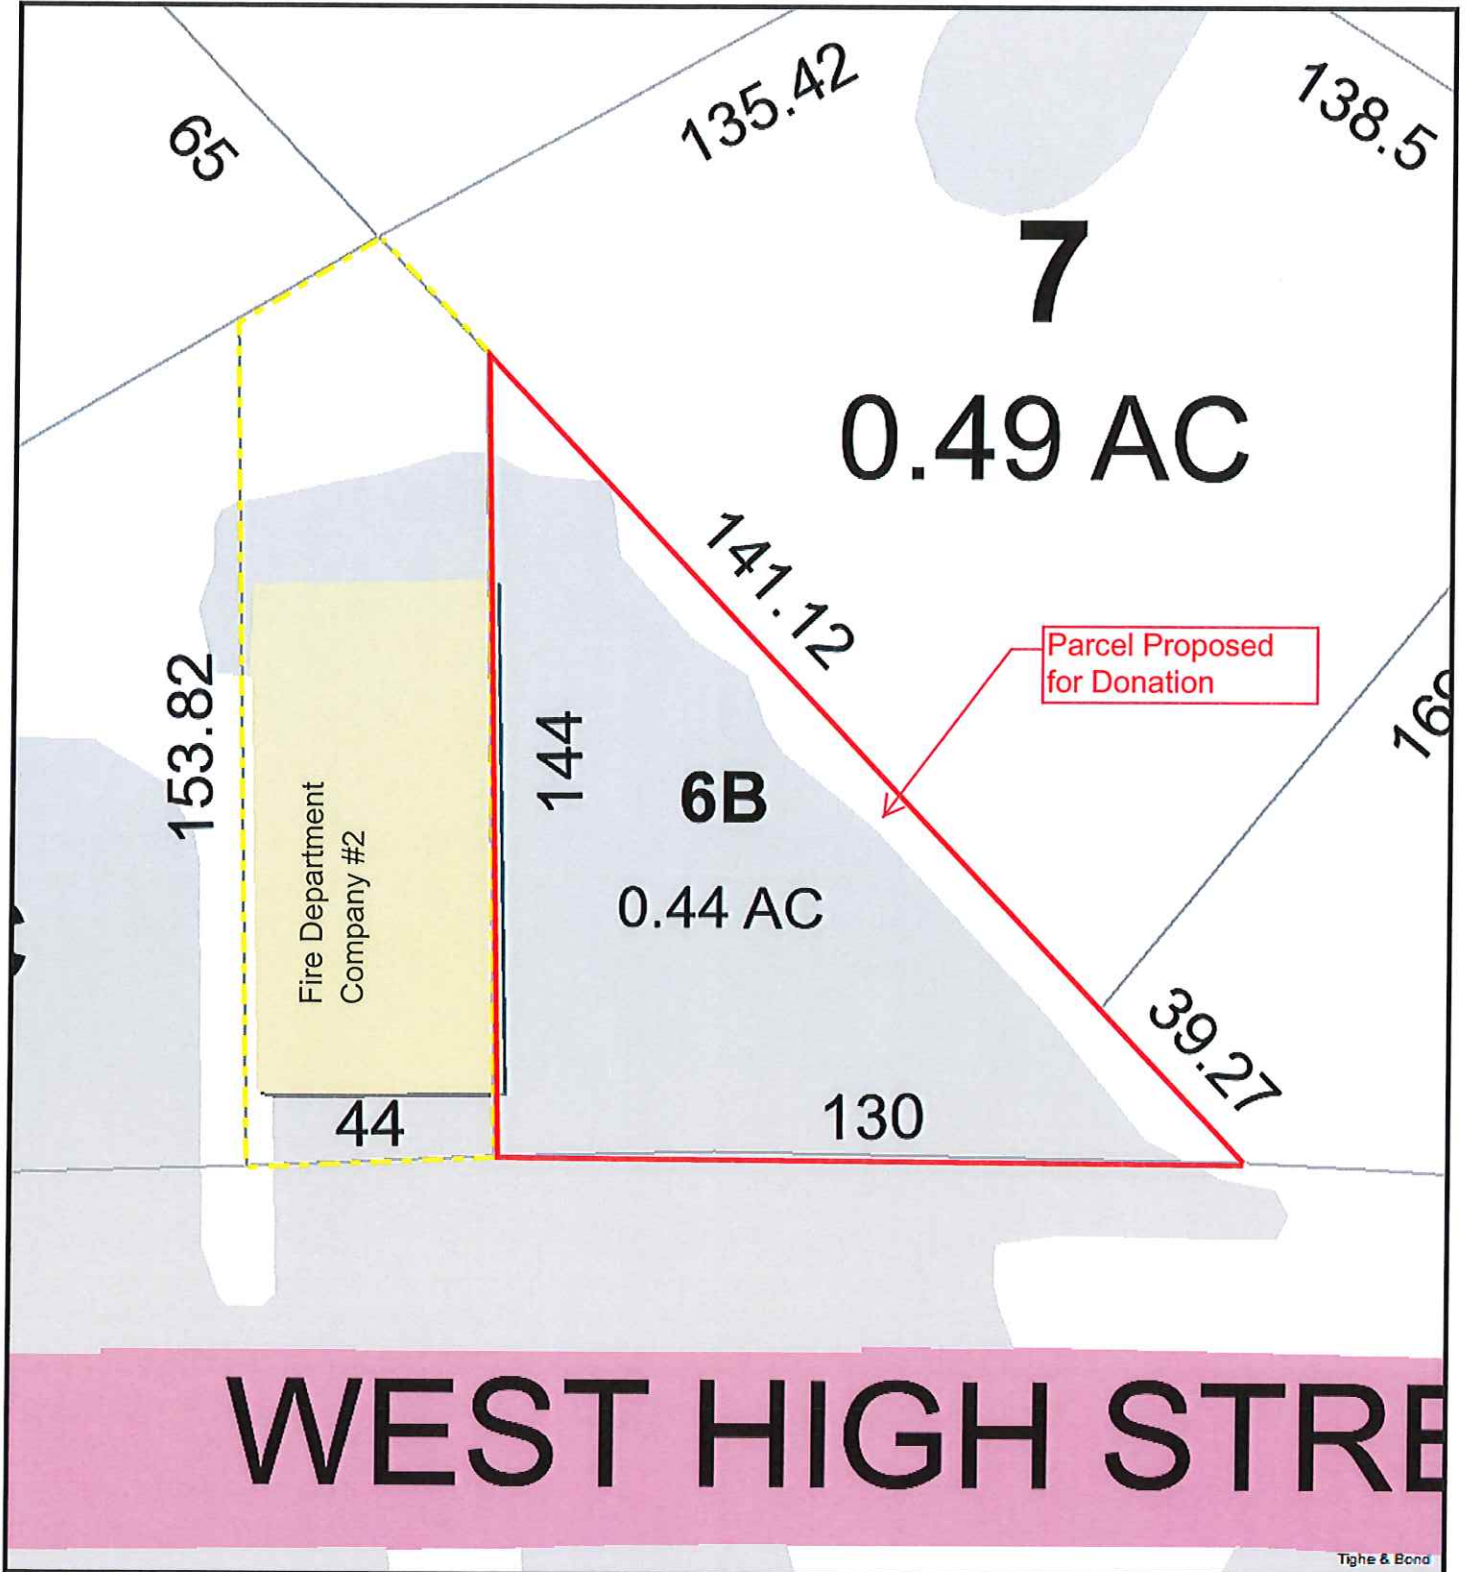 65
135.42
138.5
7
0.49 AC
141.12
Parcel Proposed
for Donation
153.82
144
6B
0.44 AC
Fire Department
Company #2
39.27
44
130
WEST HIGH STRE
Tighe & Bond